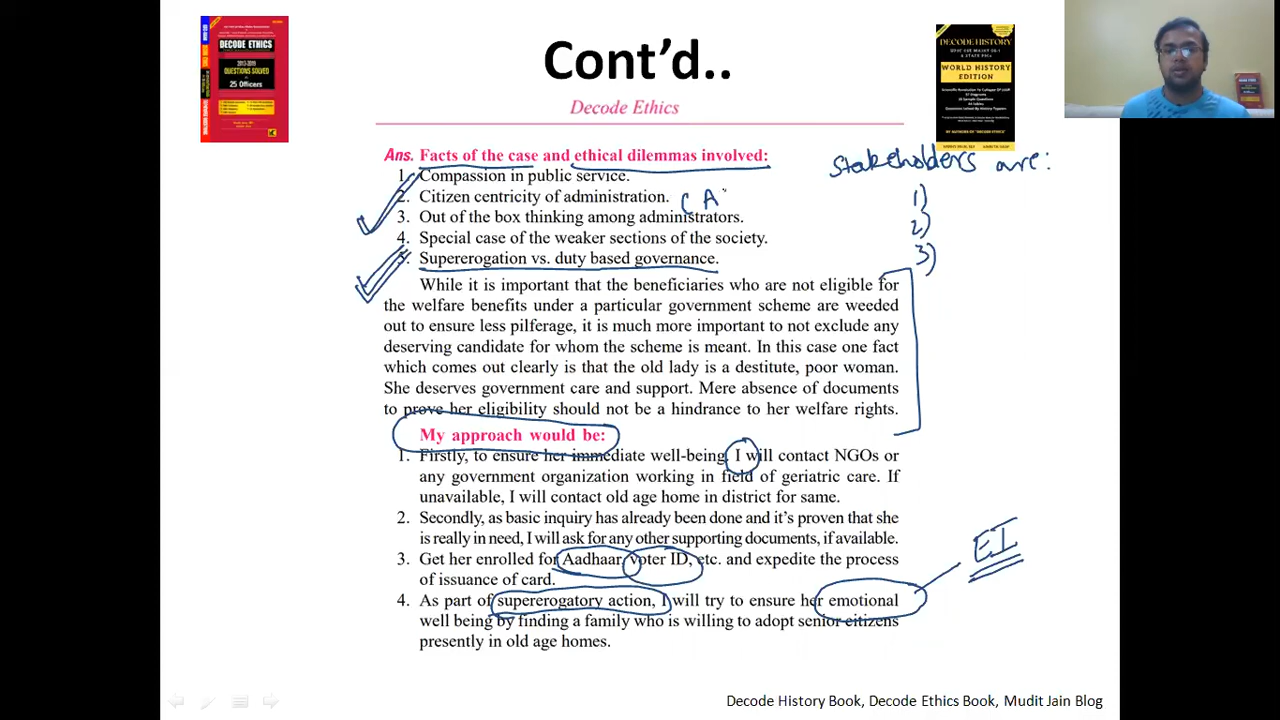 Cont'd..
Decode Ethics
DECODE ETHICS
QUESTIONS SOLVED
25 Officers
DECODE HISTORY
WORLD HISTORY
EDITION
Ans. Facts of the case and ethical dilemmas involved:
1. Compassion in public service.
2. Citizen centricity of administration. (A
3. Out of the box thinking among administrators.
4. Special case of the weaker sections of the society.
5. Supererogation vs. duty based governance.
Stakeholders are:
1)
2)
3)
While it is important that the beneficiaries who are not eligible for
the welfare benefits under a particular government scheme are weeded
out to ensure less pilferage, it is much more important to not exclude any
deserving candidate for whom the scheme is meant. In this case one fact
which comes out clearly is that the old lady is a destitute, poor woman.
She deserves government care and support. Mere absence of documents
to prove her eligibility should not be a hindrance to her welfare rights.
My approach would be:
1. Firstly, to ensure her immediate well-being, I will contact NGOs or
any government organization working in field of geriatric care. If
unavailable, I will contact old age home in district for same.
2. Secondly, as basic inquiry has already been done and it's proven that she
is really in need, I will ask for any other supporting documents, if available.
3. Get her enrolled for Aadhaar, voter ID, etc. and expedite the process
of issuance of card.
4. As part of supererogatory action, I will try to ensure her emotional
well being by finding a family who is willing to adopt senior citizens
presently in old age homes.
EI
Decode History Book, Decode Ethics Book, Mudit Jain Blog